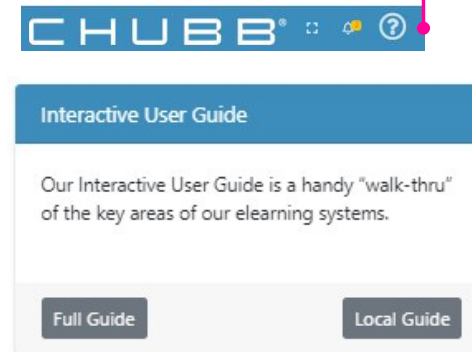 CHUBB®
Interactive User Guide
Our Interactive User Guide is a handy “walk-thru”
of the key areas of our elearning systems.
Full Guide Local Guide